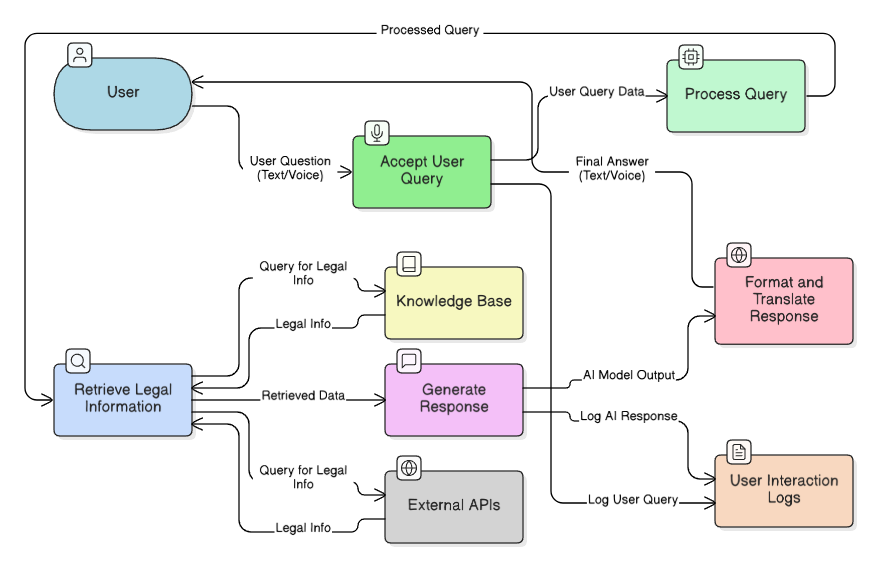 Processed Query
User
User Query Data
Process Query
User Question
(Text/Voice)
Accept User
Query
Final Answer
(Text/Voice)
Query for Legal
Info
Knowledge Base
Legal Info
Format and
Translate
Response
Retrieve Legal
Information
Retrieved Data
Generate
Response
AI Model Output
Log AI Response
Query for Legal
Info
External APIs
Legal Info
Log User Query
User Interaction
Logs